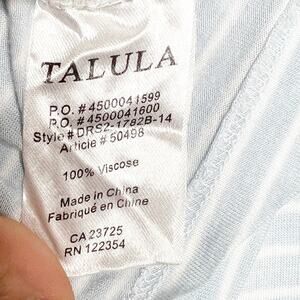 TALULA
P.O. #4500041599
P.O. #4500041600
Style #DRS2-1782B-14
Article #50498
100% Viscose
Made in China
Fabriqué en Chine
CA 23725
RN 122354